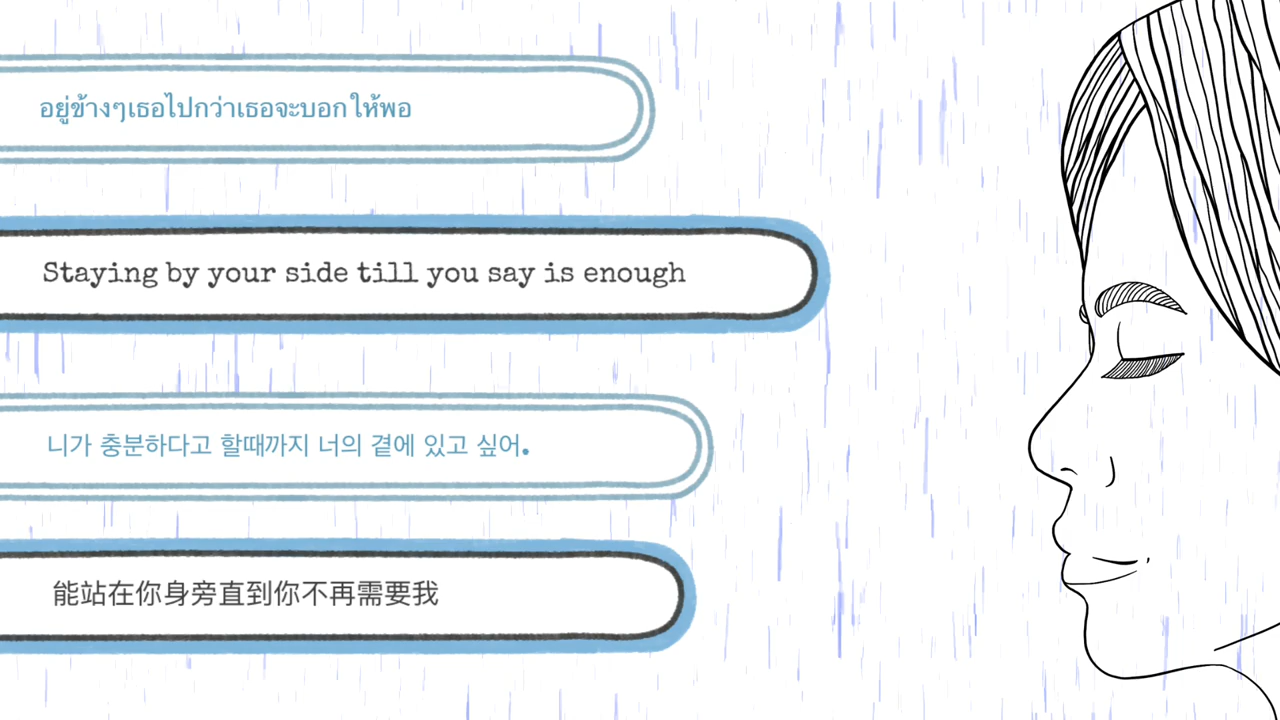 อยู่ข้างๆเธอไปกว่าเธอจะบอกให้พอ
Staying by your side till you say is enough
니가 충분하다고 할때까지 너의 곁에 있고 싶어.
能站在你身旁直到你不再需要我